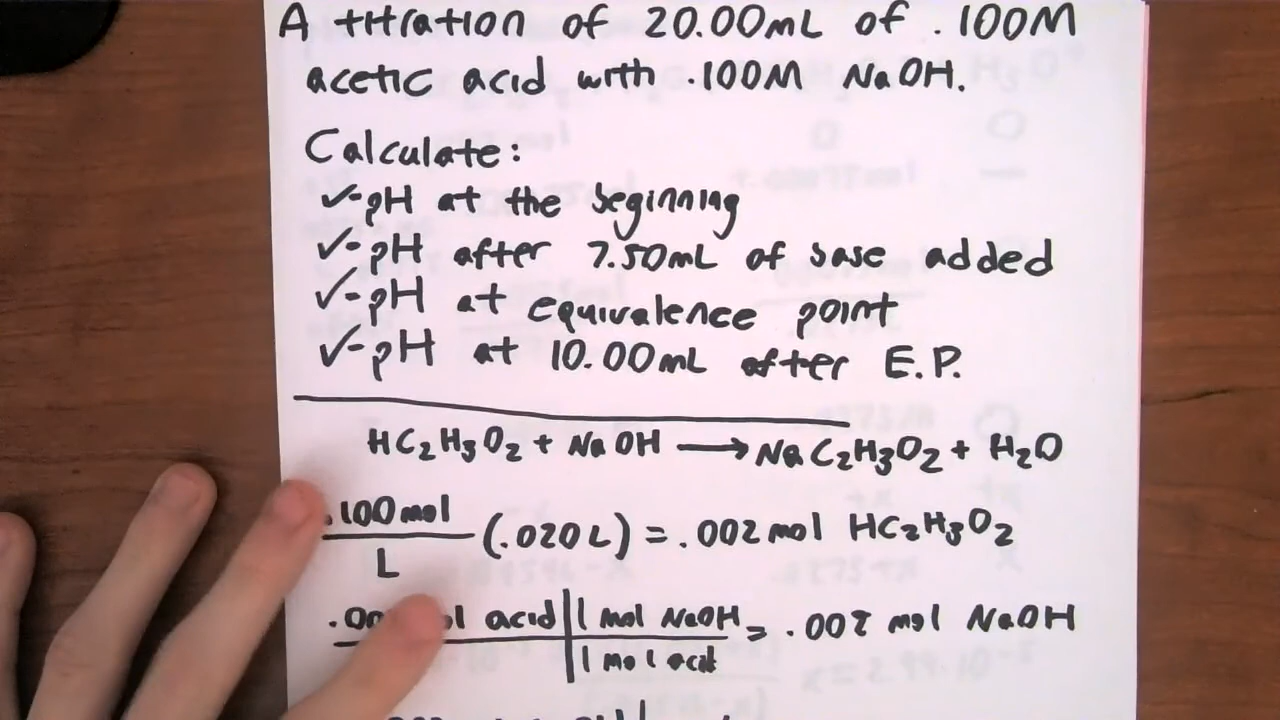 A titration of 20.00mL of .100M
acetic acid with .100M NaOH.
Calculate:
✓-pH at the beginning
✓-pH after 7.50mL of base added
✓-pH at equivalence point
✓-pH at 10.00mL after E.P.
HC₂H₃O₂ + NaOH → NaC₂H₃O₂ + H₂O
.100mol
L
(.020L) = .002mol HC₂H₃O₂
acid | 1 mol NaOH
1 mol acid
= .002 mol NaOH